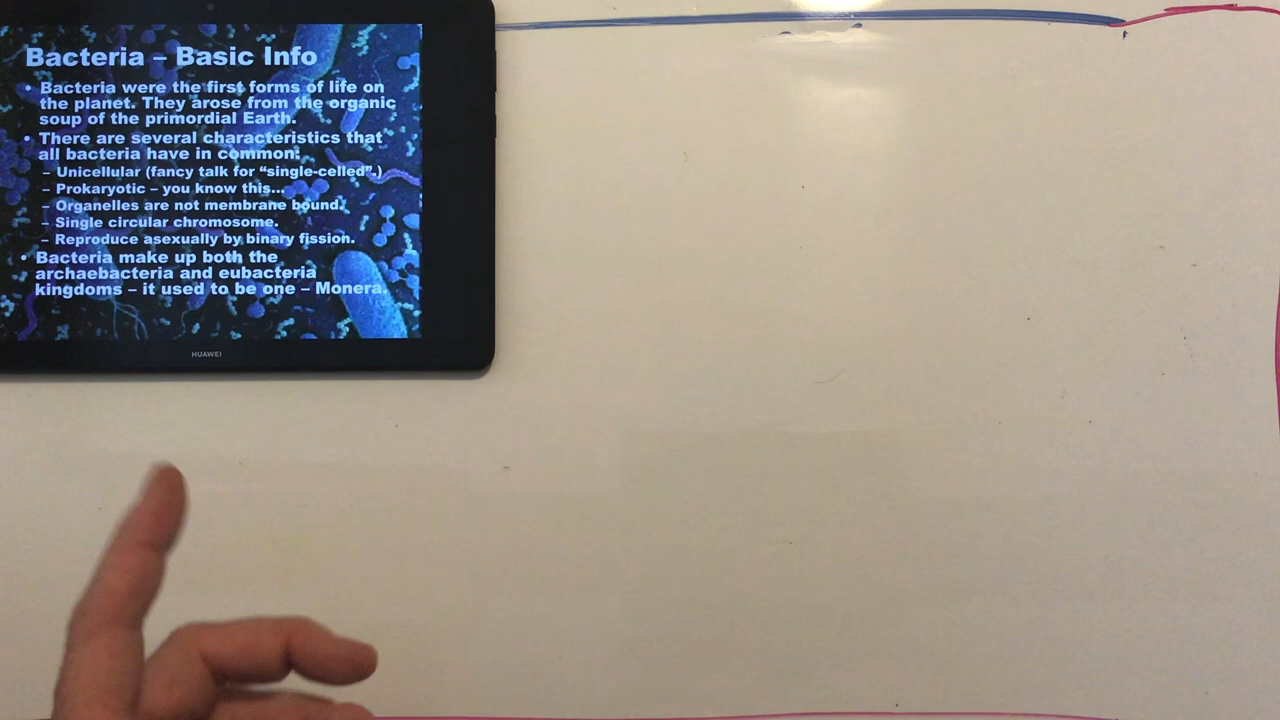 Bacteria – Basic Info
• Bacteria were the first forms of life on
the planet. They arose from the organic
soup of the primordial Earth.
• There are several characteristics that
all bacteria have in common:
– Unicellular (fancy talk for “single-celled”.)
– Prokaryotic – you know this...
– Organelles are not membrane bound.
– Single circular chromosome.
– Reproduce asexually by binary fission.
• Bacteria make up both the
archaebacteria and eubacteria
kingdoms – it used to be one – Monera.
HUAWEI